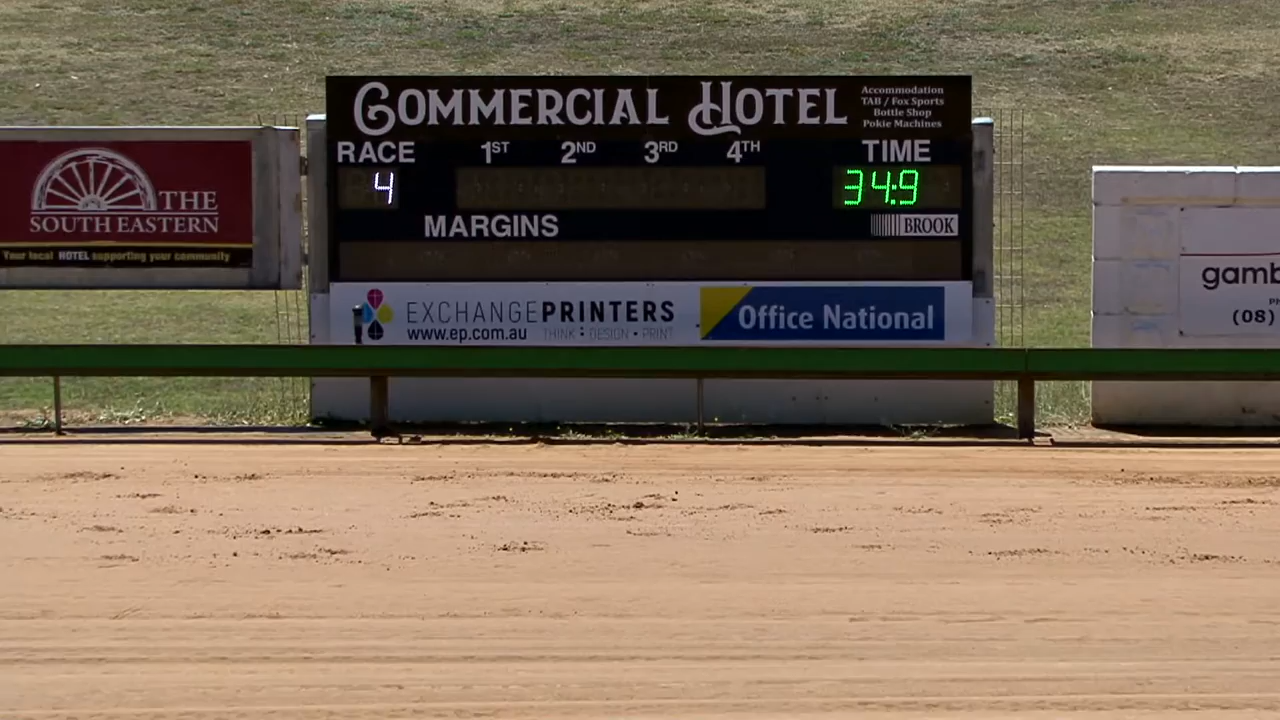 COMMERCIAL HOTEL
Accommodation
TAB / Fox Sports
Bottle Shop
Pokie Machines
RACE 1ST 2ND 3RD 4TH TIME
4 34:9
MARGINS
BROOK
THE
SOUTH EASTERN
Your local HOTEL supporting your community
EXCHANGEPRINTERS
www.ep.com.au THINK • DESIGN • PRINT
Office National
gamb
(08)